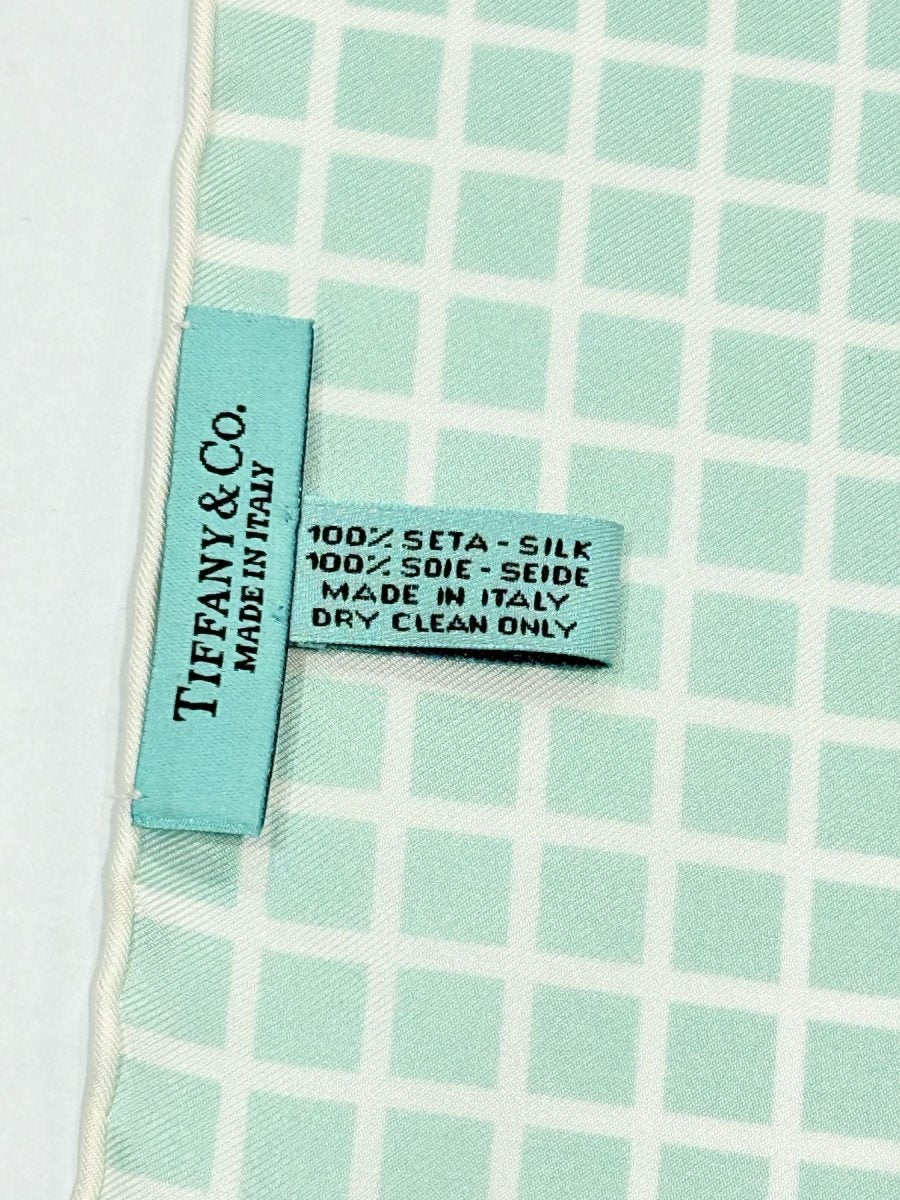 TIFFANY & CO.
MADE IN ITALY
100% SETA - SILK
100% SOIE - SEIDE
MADE IN ITALY
DRY CLEAN ONLY